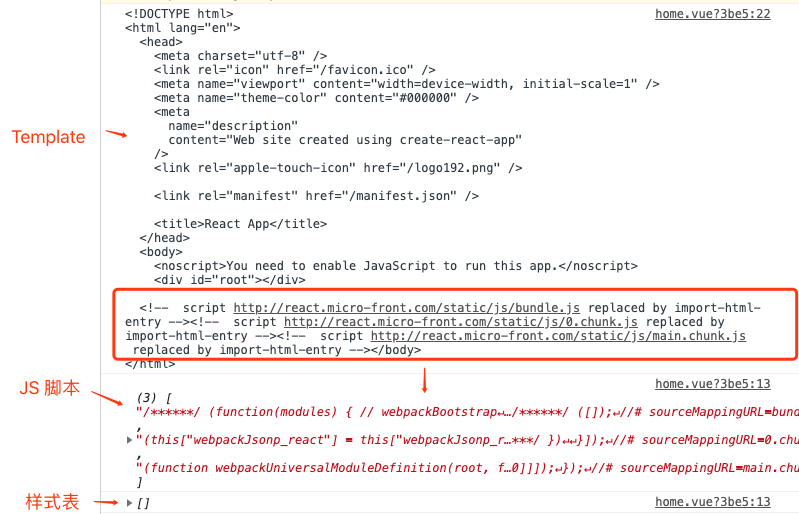 <!DOCTYPE html> home.vue?3be5:22
<html lang="en">
<head>
<meta charset="utf-8" />
<link rel="icon" href="/favicon.ico" />
<meta name="viewport" content="width=device-width, initial-scale=1" />
<meta name="theme-color" content="#000000" />
<meta
name="description"
Template
content="Web site created using create-react-app"
/>
<link rel="apple-touch-icon" href="/logo192.png" />
<link rel="manifest" href="/manifest.json" />
<title>React App</title>
</head>
<body>
<noscript>You need to enable JavaScript to run this app.</noscript>
<div id="root"></div>
<!--  script http://react.micro-front.com/static/js/bundle.js replaced by import-html-
entry --><!--  script http://react.micro-front.com/static/js/0.chunk.js replaced by
import-html-entry --><!--  script http://react.micro-front.com/static/js/main.chunk.js
replaced by import-html-entry --></body>
</html>
home.vue?3be5:13
JS 脚本
(3) [
"/******/ (function(modules) { // webpackBootstrap↵…/******/ ([]);↵//# sourceMappingURL=bund
,
"(this["webpackJsonp_react"] = this["webpackJsonp_r…***/ })↵↵}]);↵//# sourceMappingURL=0.chu
,
"(function webpackUniversalModuleDefinition(root, f…0]]]);↵});↵//# sourceMappingURL=main.chu
]
样式表
[] home.vue?3be5:13